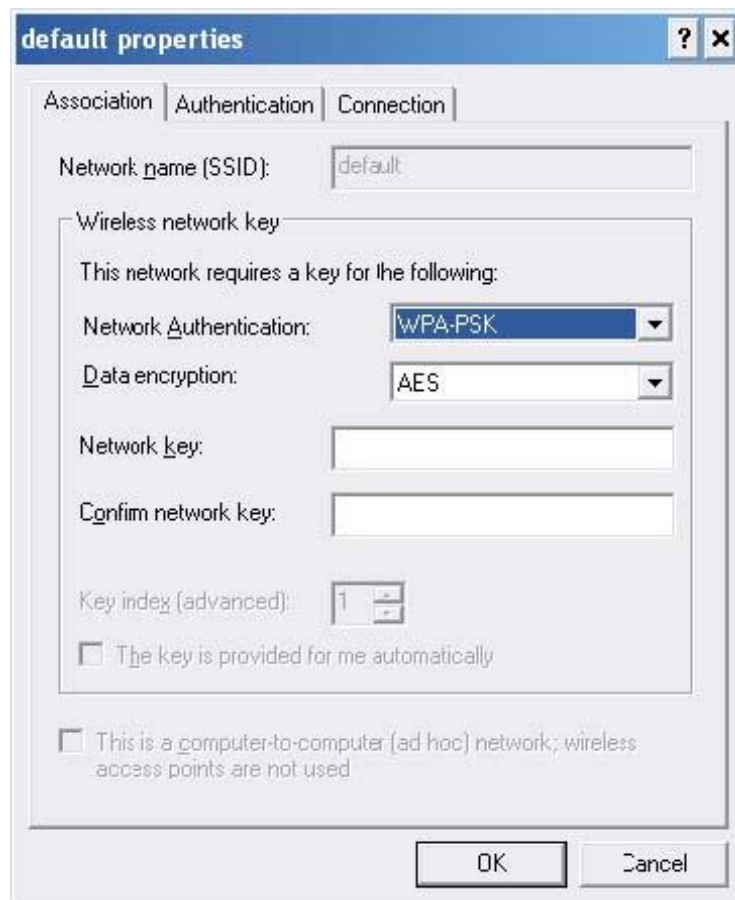 default properties
Association Authentication Connection
Network name (SSID): default
Wireless network key
This network requires a key for the following:
Network Authentication: WPA-PSK
Data encryption: AES
Network key:
Confirm network key:
Key index (advanced): 1
The key is provided for me automatically
This is a computer-to-computer (ad hoc) network; wireless
access points are not used
OK Cancel